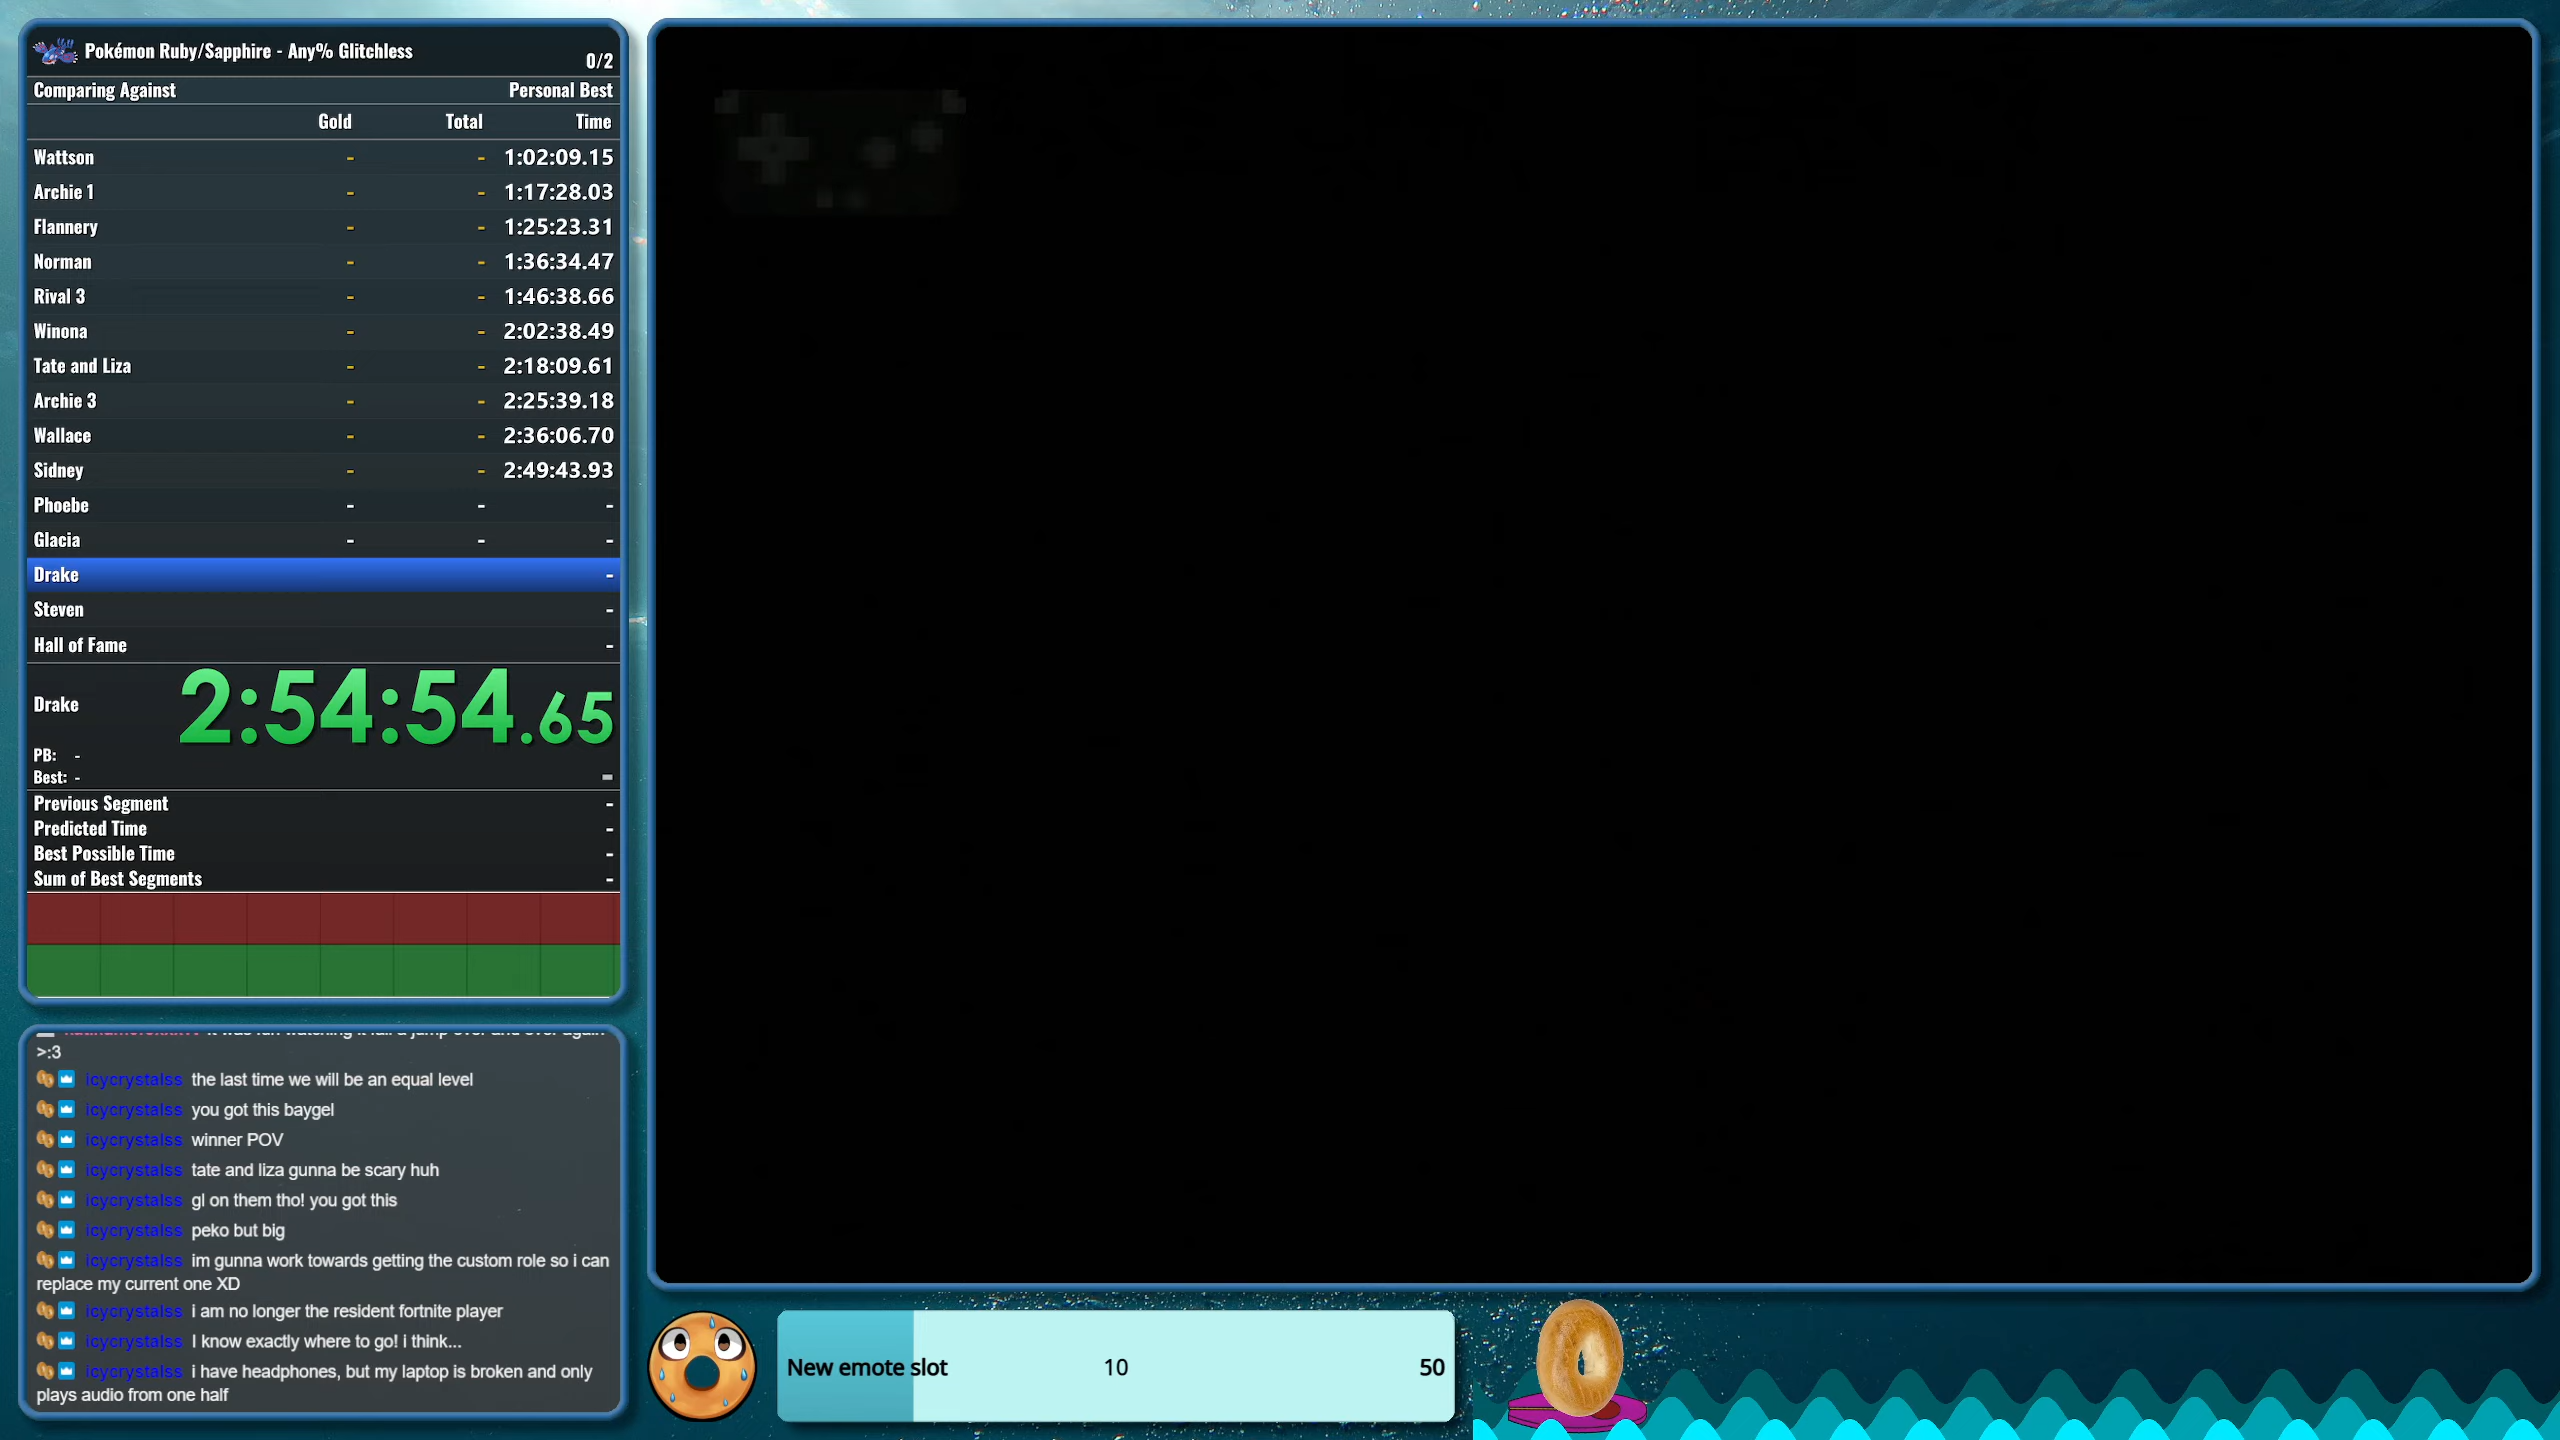 Pokémon Ruby/Sapphire - Any% Glitchless
0/2
Comparing Against Personal Best
Gold Total Time
Wattson - - 1:02:09.15
Archie 1 - - 1:17:28.03
Flannery - - 1:25:23.31
Norman - - 1:36:34.47
Rival 3 - - 1:46:38.66
Winona - - 2:02:38.49
Tate and Liza - - 2:18:09.61
Archie 3 - - 2:25:39.18
Wallace - - 2:36:06.70
Sidney - - 2:49:43.93
Phoebe - - -
Glacia - - -
Drake -
Steven -
Hall of Fame -
Drake 2:54:54.65
PB: -
Best: - -
Previous Segment -
Predicted Time -
Best Possible Time -
Sum of Best Segments -
>:3
icycrystalss the last time we will be an equal level
icycrystalss you got this baygel
icycrystalss winner POV
icycrystalss tate and liza gunna be scary huh
icycrystalss gl on them tho! you got this
icycrystalss peko but big
icycrystalss im gunna work towards getting the custom role so i can
replace my current one XD
icycrystalss i am no longer the resident fortnite player
icycrystalss I know exactly where to go! i think...
icycrystalss i have headphones, but my laptop is broken and only
plays audio from one half
New emote slot 10 50